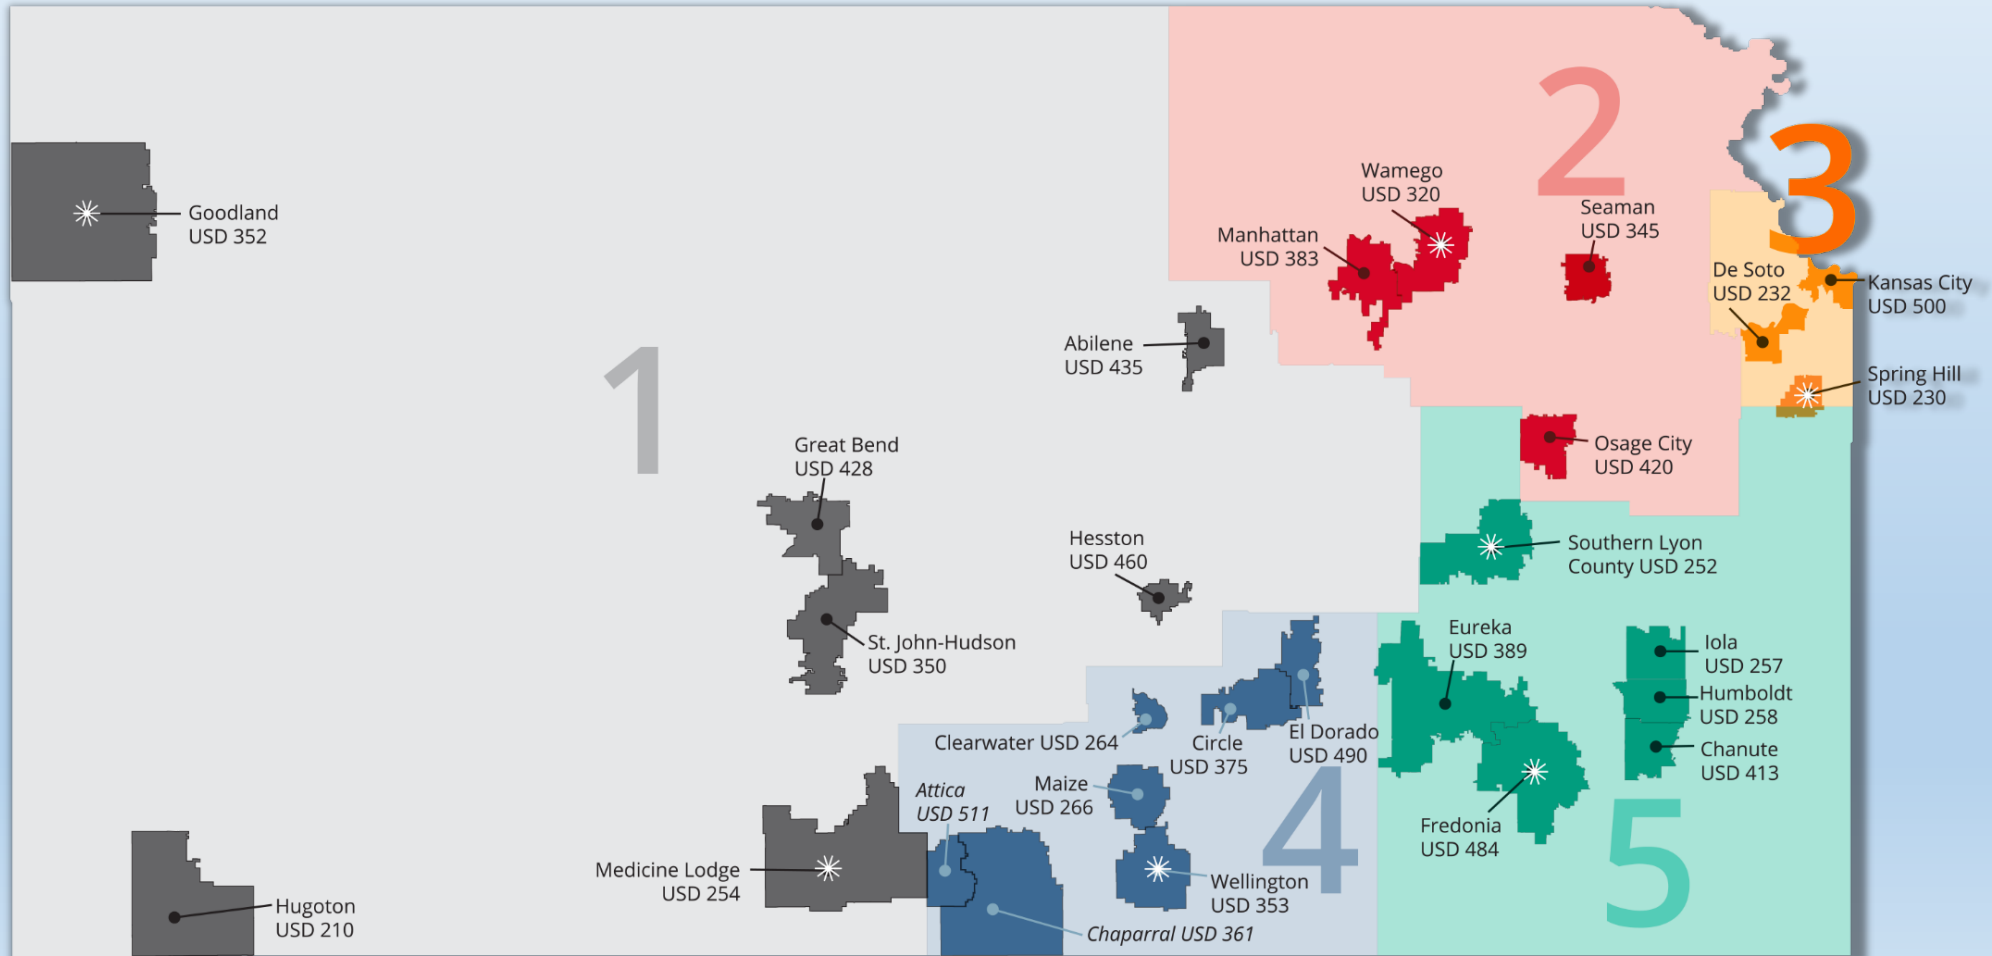 2
3
Wamego
USD 320
Seaman
USD 345
Goodland
USD 352
Manhattan
USD 383
De Soto
USD 232
Kansas City
USD 500
Abilene
USD 435
1
Spring Hill
USD 230
Great Bend
USD 428
Osage City
USD 420
Hesston
USD 460
Southern Lyon
County USD 252
St. John-Hudson
USD 350
Eureka
USD 389
Iola
USD 257
Humboldt
USD 258
Clearwater USD 264
Circle
USD 375
El Dorado
USD 490
Chanute
USD 413
Attica
USD 511
Maize
USD 266
4
Fredonia
USD 484
5
Medicine Lodge
USD 254
Wellington
USD 353
Hugoton
USD 210
Chaparral USD 361